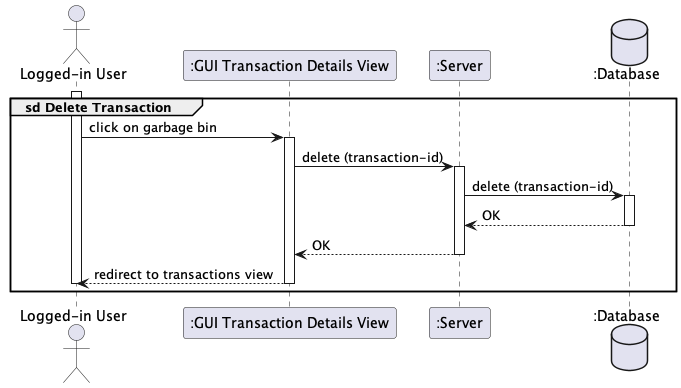 Logged-in User
:GUI Transaction Details View
:Server
:Database
sd Delete Transaction
click on garbage bin
delete (transaction-id)
delete (transaction-id)
OK
OK
redirect to transactions view
Logged-in User
:GUI Transaction Details View
:Server
:Database